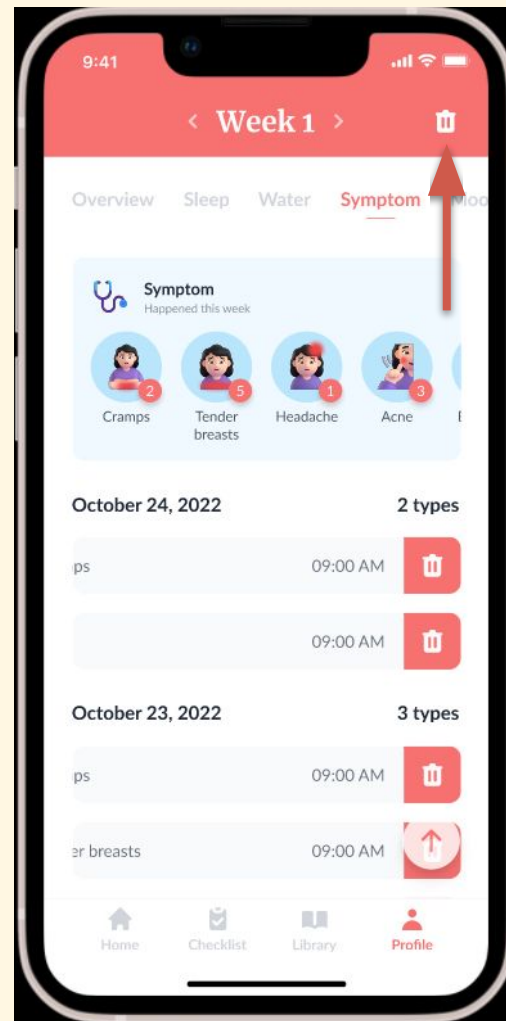 9:41
< Week 1 >
Overview Sleep Water Symptom Moo
Symptom
Happened this week
2 5 1 3
Cramps Tender breasts Headache Acne E
October 24, 2022 2 types
ps 09:00 AM
09:00 AM
October 23, 2022 3 types
ps 09:00 AM
er breasts 09:00 AM
Home Checklist Library Profile